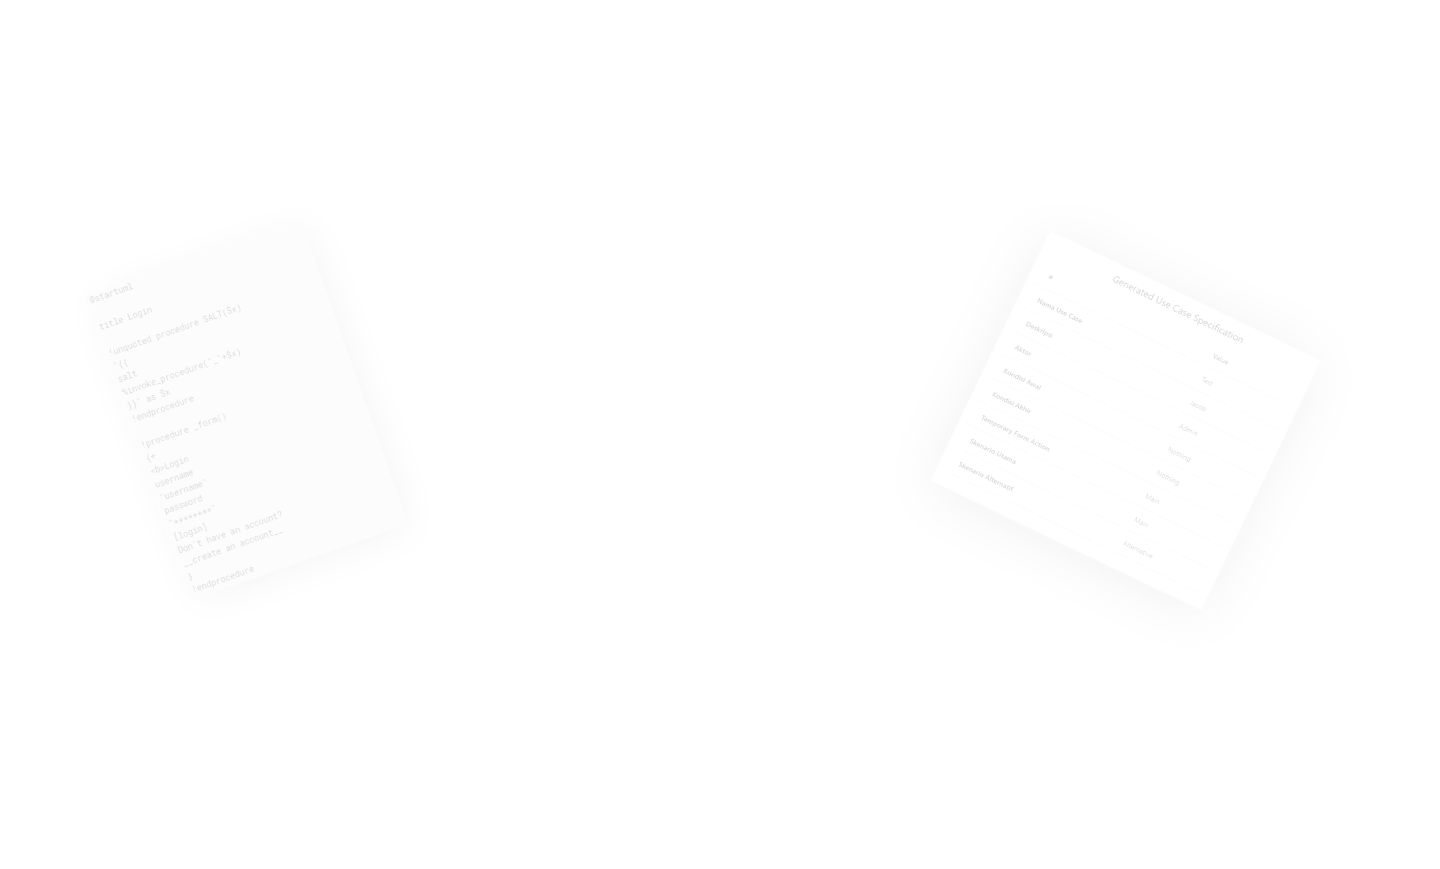 @startuml
title Login
!unquoted procedure SALT($x)
"{{
salt
%invoke_procedure("_"+$x)
}}" as $x
!endprocedure
!procedure _form()
{+
<b>Login
username
"username"
password
"********"
[login]
Don't have an account?
__create an account__
}
!endprocedure
Generated Use Case Specification
#
Value
Nama Use Case
Test
Deskripsi
Aktor
Admin
Kondisi Awal
Nothing
Kondisi Akhir
Nothing
Temporary Form Action
Main
Skenario Utama
Main
Skenario Alternatif
Alternative